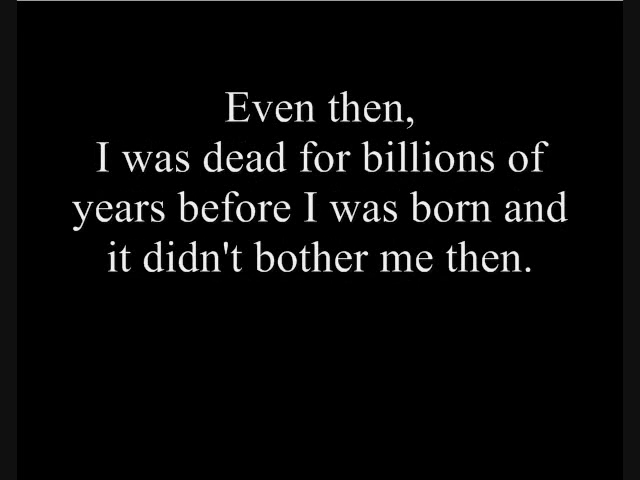 Even then,
I was dead for billions of
years before I was born and
it didn't bother me then.